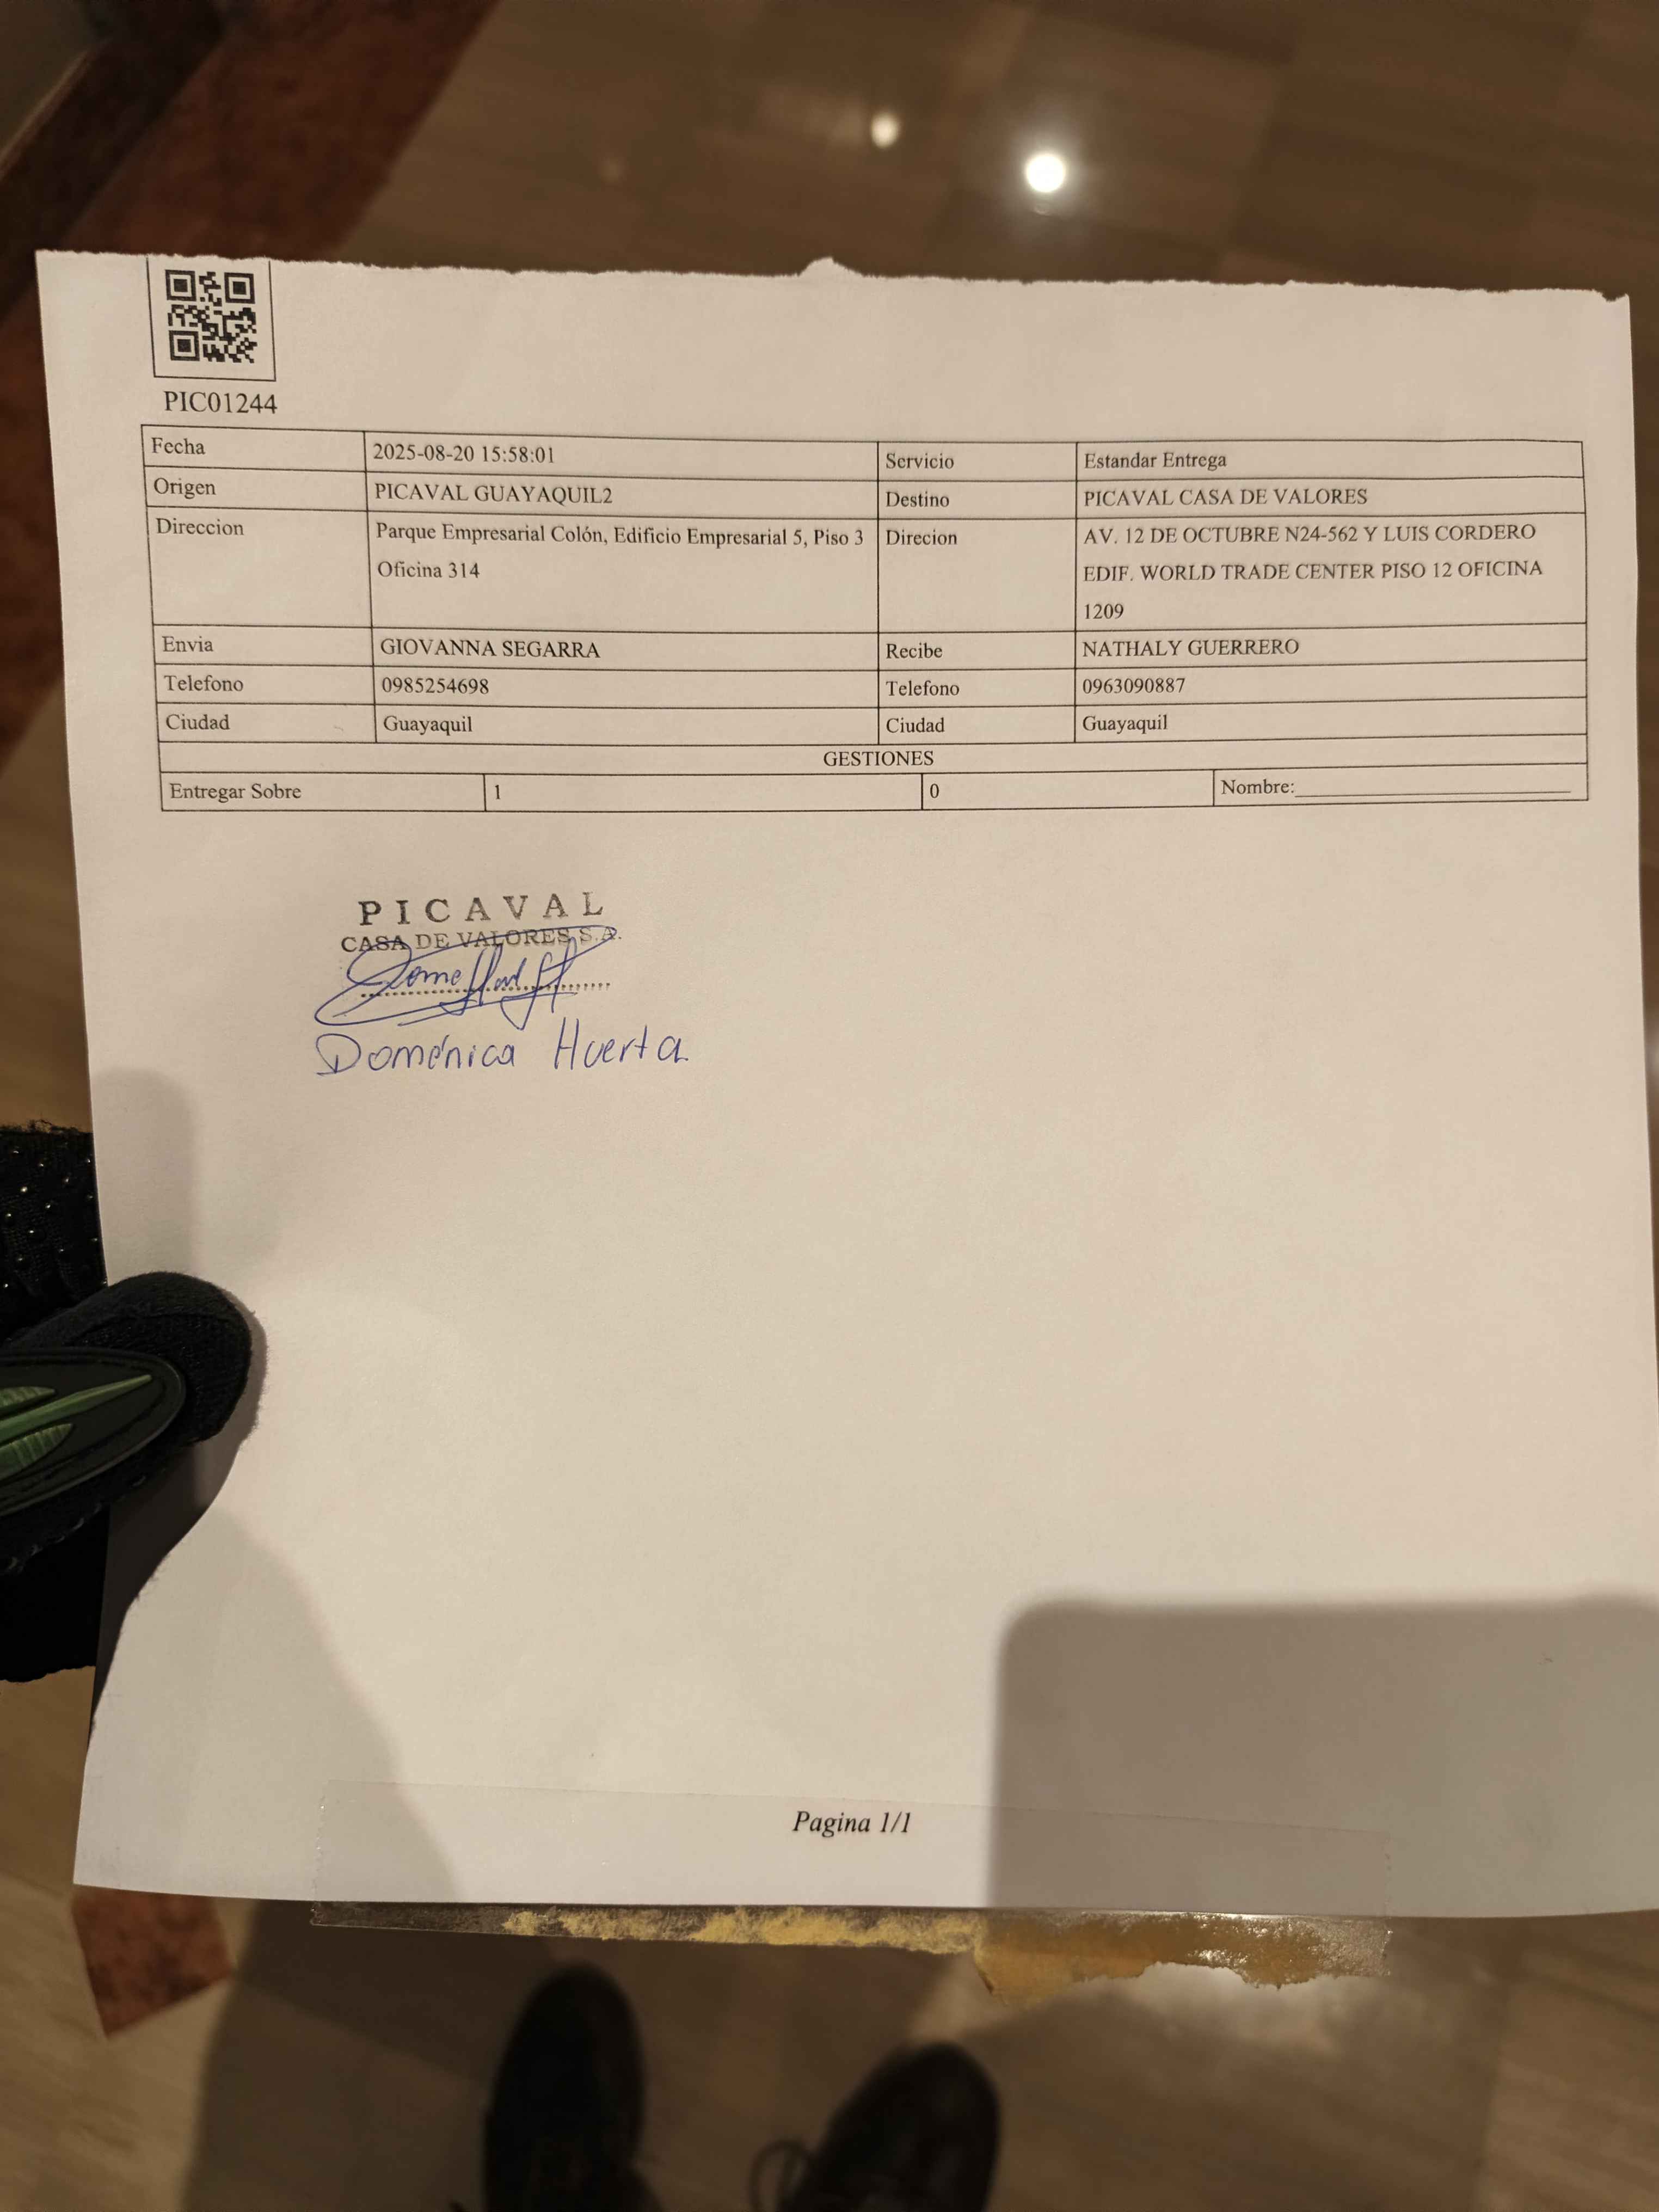 PIC01244
Fecha 2025-08-20 15:58:01 Servicio Estandar Entrega
Origen PICAVAL GUAYAQUIL2 Destino PICAVAL CASA DE VALORES
Direccion Parque Empresarial Colón, Edificio Empresarial 5, Piso 3 Direcion AV. 12 DE OCTUBRE N24-562 Y LUIS CORDERO
Oficina 314 EDIF. WORLD TRADE CENTER PISO 12 OFICINA
1209
Envia GIOVANNA SEGARRA Recibe NATHALY GUERRERO
Telefono 0985254698 Telefono 0963090887
Ciudad Guayaquil Ciudad Guayaquil
GESTIONES
Entregar Sobre 1 0 Nombre:
PICAVAL
CASA DE VALORES S.A.
Doménica Huerta
Pagina 1/1